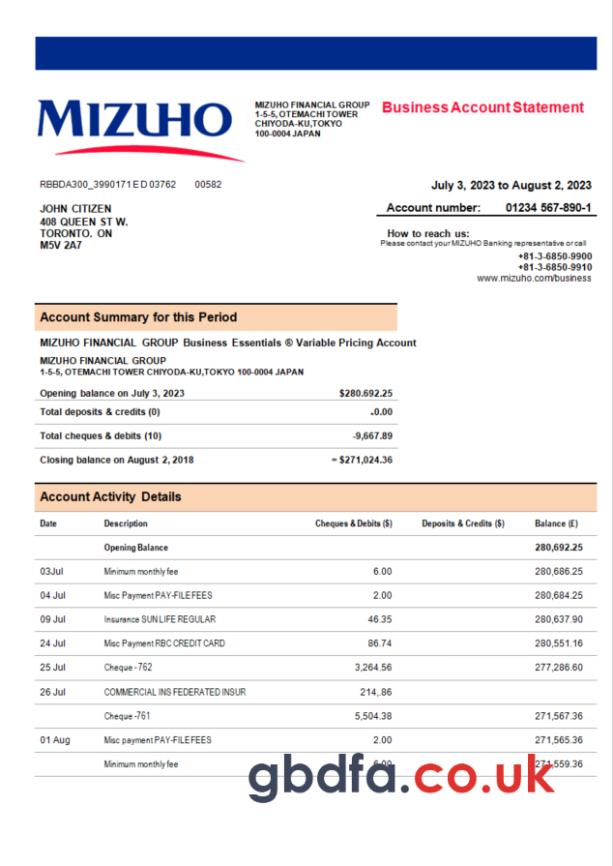 MIZUHO
MIZUHO FINANCIAL GROUP
1-5-5, OTEMACHI TOWER
CHIYODA-KU,TOKYO
100-0004 JAPAN
Business Account Statement
RBBDA300_3990171 E D 03762 00582
July 3, 2023 to August 2, 2023
JOHN CITIZEN
408 QUEEN ST W.
TORONTO. ON
M5V 2A7
Account number: 01234 567-890-1
How to reach us:
Please contact your MIZUHO Banking representative or call
+81-3-6850-9900
+81-3-6850-9910
www.mizuho.com/business
Account Summary for this Period
MIZUHO FINANCIAL GROUP Business Essentials ® Variable Pricing Account
MIZUHO FINANCIAL GROUP
1-5-5, OTEMACHI TOWER CHIYODA-KU,TOKYO 100-0004 JAPAN
Opening balance on July 3, 2023 $280.692.25
Total deposits & credits (0) .0.00
Total cheques & debits (10) -9,667.89
Closing balance on August 2, 2018 = $271,024.36
Account Activity Details
Date Description Cheques & Debits ($) Deposits & Credits ($) Balance (£)
Opening Balance 280,692.25
03Jul Minimum monthly fee 6.00 280,686.25
04 Jul Misc Payment PAY-FILEFEES 2.00 280,684.25
09 Jul Insurance SUNLIFE REGULAR 46.35 280,637.90
24 Jul Misc Payment RBC CREDIT CARD 86.74 280,551.16
25 Jul Cheque -762 3,264.56 277,286.60
26 Jul COMMERCIAL INS FEDERATED INSUR 214,.86
Cheque -761 5,504.38 271,567.36
01 Aug Misc payment PAY-FILEFEES 2.00 271,565.36
Minimum monthly fee 6.00 271,559.36
gbdfa.co.uk